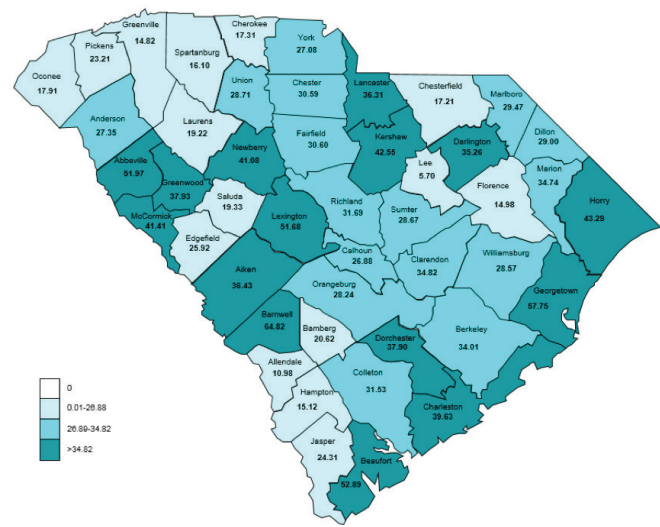 Cherokee
17.31
Greenville
14.82
York
27.08
Pickens
23.21
Spartanburg
16.10
Oconee
17.91
Union
28.71
Chester
30.59
Lancaster
36.31
Chesterfield
17.21
Marlboro
29.47
Anderson
27.35
Laurens
19.22
Fairfield
30.60
Kershaw
42.55
Darlington
35.26
Dillon
29.00
Abbeville
51.97
Newberry
41.08
Lee
5.70
Marion
34.74
Greenwood
37.93
Saluda
19.33
Florence
14.98
Horry
43.29
McCormick
41.41
Lexington
51.68
Richland
31.69
Sumter
28.67
Edgefield
25.92
Calhoun
26.88
Clarendon
34.82
Williamsburg
28.57
Aiken
36.43
Orangeburg
28.24
Georgetown
57.75
Barnwell
64.82
Bamberg
20.62
Dorchester
37.90
Berkeley
34.01
Allendale
10.98
Colleton
31.53
Hampton
15.12
Charleston
39.63
Jasper
24.31
Beaufort
52.89
0
0.01-26.88
26.89-34.82
>34.82